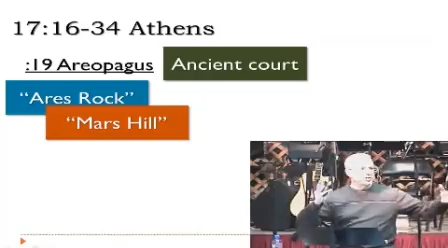 17:16-34 Athens
:19 Areopagus
Ancient court
“Ares Rock”
“Mars Hill”